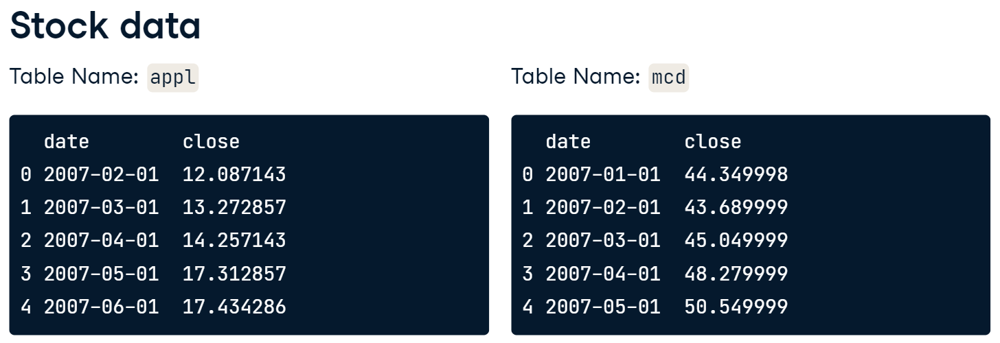 Stock data
Table Name: appl
date close
0 2007-02-01 12.087143
1 2007-03-01 13.272857
2 2007-04-01 14.257143
3 2007-05-01 17.312857
4 2007-06-01 17.434286
Table Name: mcd
date close
0 2007-01-01 44.349998
1 2007-02-01 43.689999
2 2007-03-01 45.049999
3 2007-04-01 48.279999
4 2007-05-01 50.549999